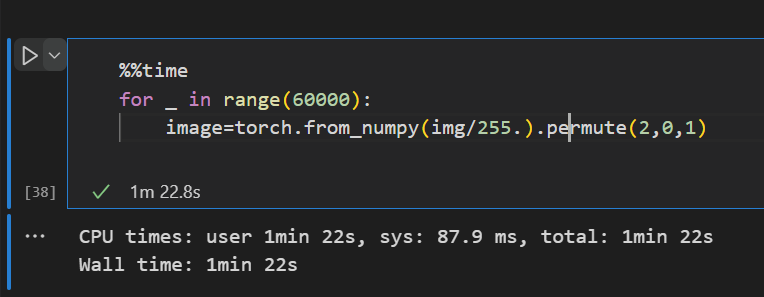 %%time
for _ in range(60000):
    image=torch.from_numpy(img/255.).permute(2,0,1)
[38]
1m 22.8s
CPU times: user 1min 22s, sys: 87.9 ms, total: 1min 22s
Wall time: 1min 22s